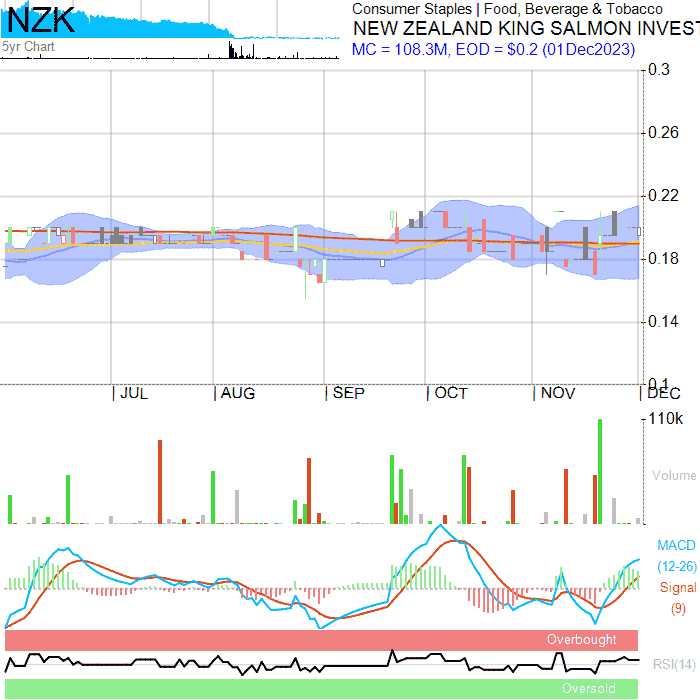 NZK
5yr Chart
Consumer Staples | Food, Beverage & Tobacco
NEW ZEALAND KING SALMON INVEST
MC = 108.3M, EOD = $0.2 (01Dec2023)
0.3
0.26
0.22
0.18
0.14
0.1
JUL
AUG
SEP
OCT
NOV
DEC
110k
Volume
MACD
(12-26)
Signal
(9)
Overbought
RSI(14)
Oversold